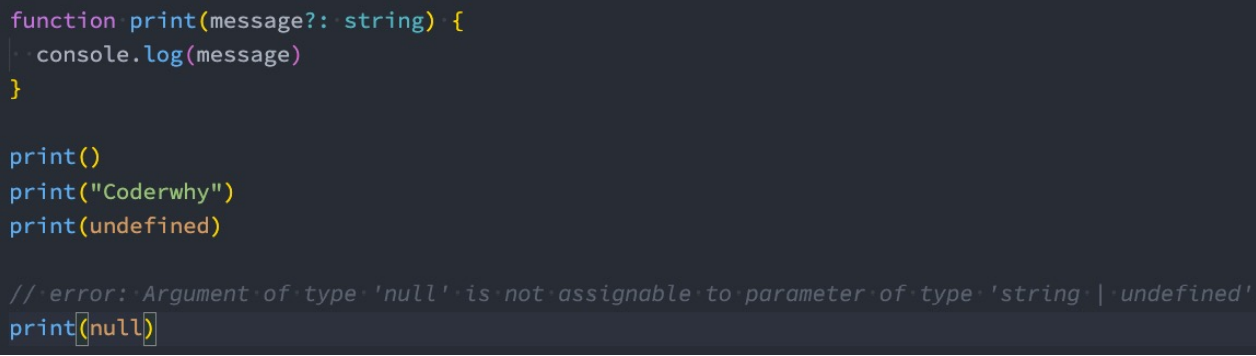 function print(message?: string) {
  console.log(message)
}
print()
print("Coderwhy")
print(undefined)
// error: Argument of type 'null' is not assignable to parameter of type 'string | undefined'
print(null)